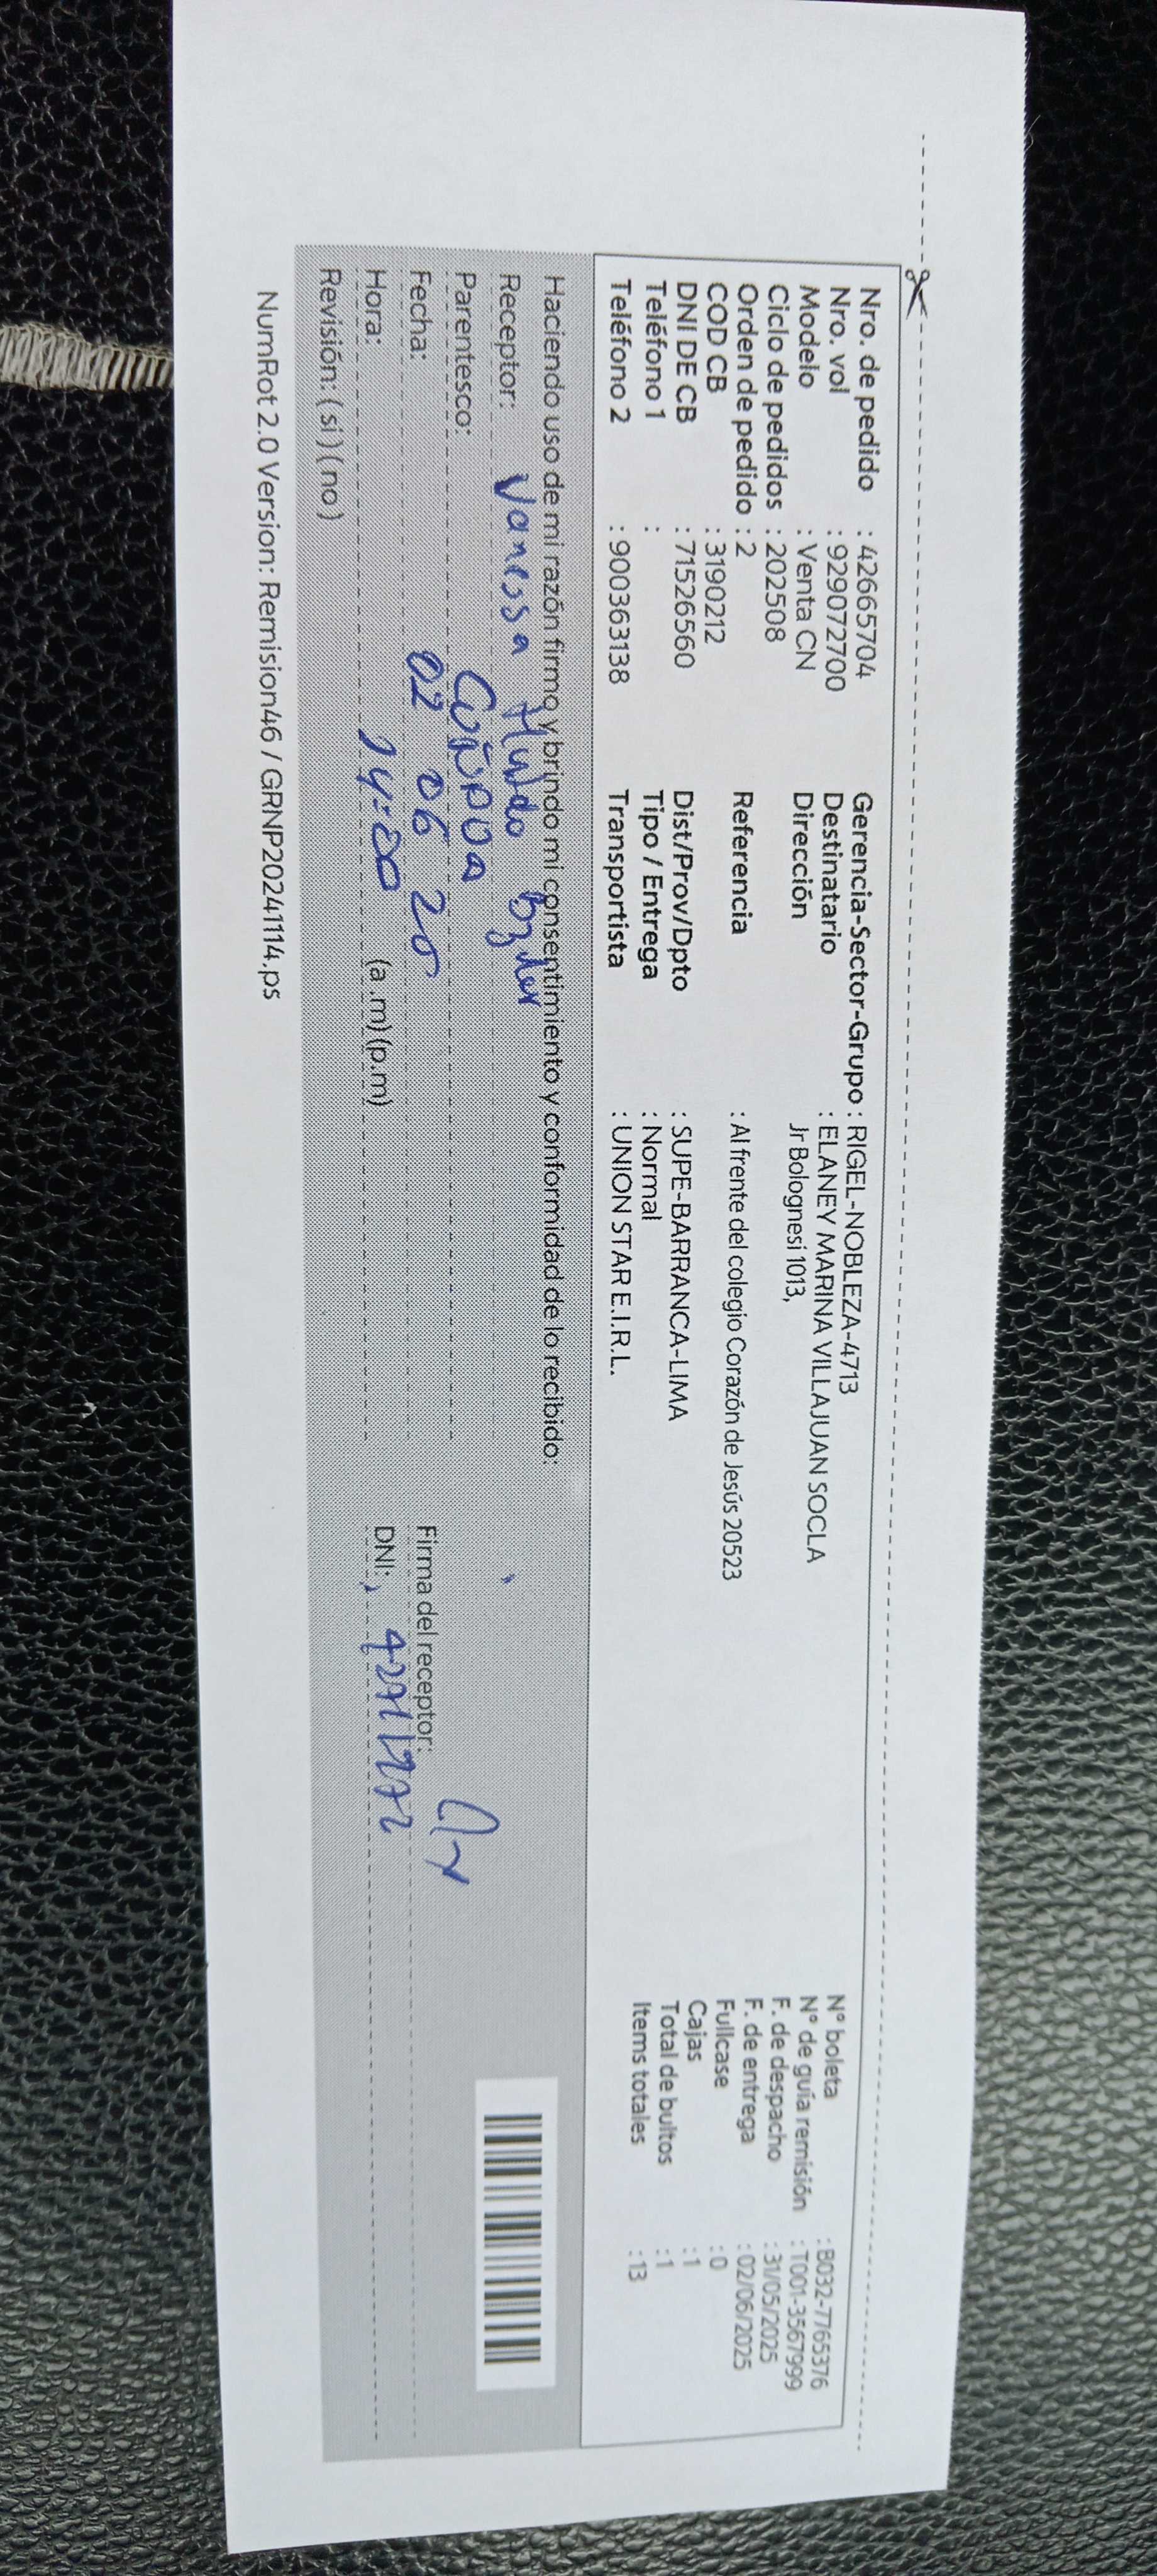 Nro. de pedido : 42665704
Nro. vol : 929072700
Modelo : Venta CN
Ciclo de pedidos : 202508
Orden de pedido : 2
COD CB : 3190212
DNI DE CB : 71526560
Teléfono 1 :
Teléfono 2 : 900363138
Gerencia-Sector-Grupo : RIGEL-NOBLEZA-4713
Destinatario : ELANEY MARINA VILLAJUAN SOCLA
Dirección Jr Bolognesi 1013,
Referencia : Al frente del colegio Corazón de Jesús 20523
Dist/Prov/Dpto : SUPE-BARRANCA-LIMA
Tipo / Entrega : Normal
Transportista : UNION STAR E.I.R.L.
N° boleta : B032-7765376
N° de guía remisión : T001-3567999
F. de despacho : 31/05/2025
F. de entrega : 02/06/2025
Fullcase : 0
Cajas : 1
Total de bultos : 1
Items totales : 13
Haciendo uso de mi razón firmo y brindo mi consentimiento y conformidad de lo recibido:
Receptor: Vanessa
Parentesco:
Fecha: 02 06 25
Hora: 14:00 (a.m) (p.m)
Revisión: (si) (no)
Firma del receptor:
DNI:
NumRot 2.0 Version: Remision46 / GRNP20241114.ps